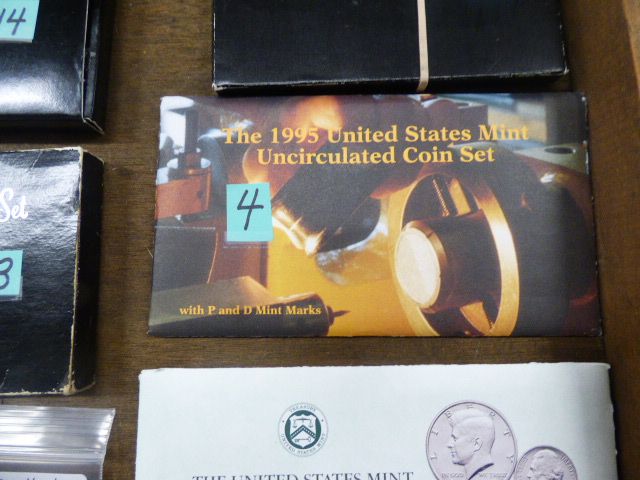 14
The 1995 United States Mint
Uncirculated Coin Set
4
Set
3
with P and D Mint Marks
THE UNITED STATES MINT
LIBERTY